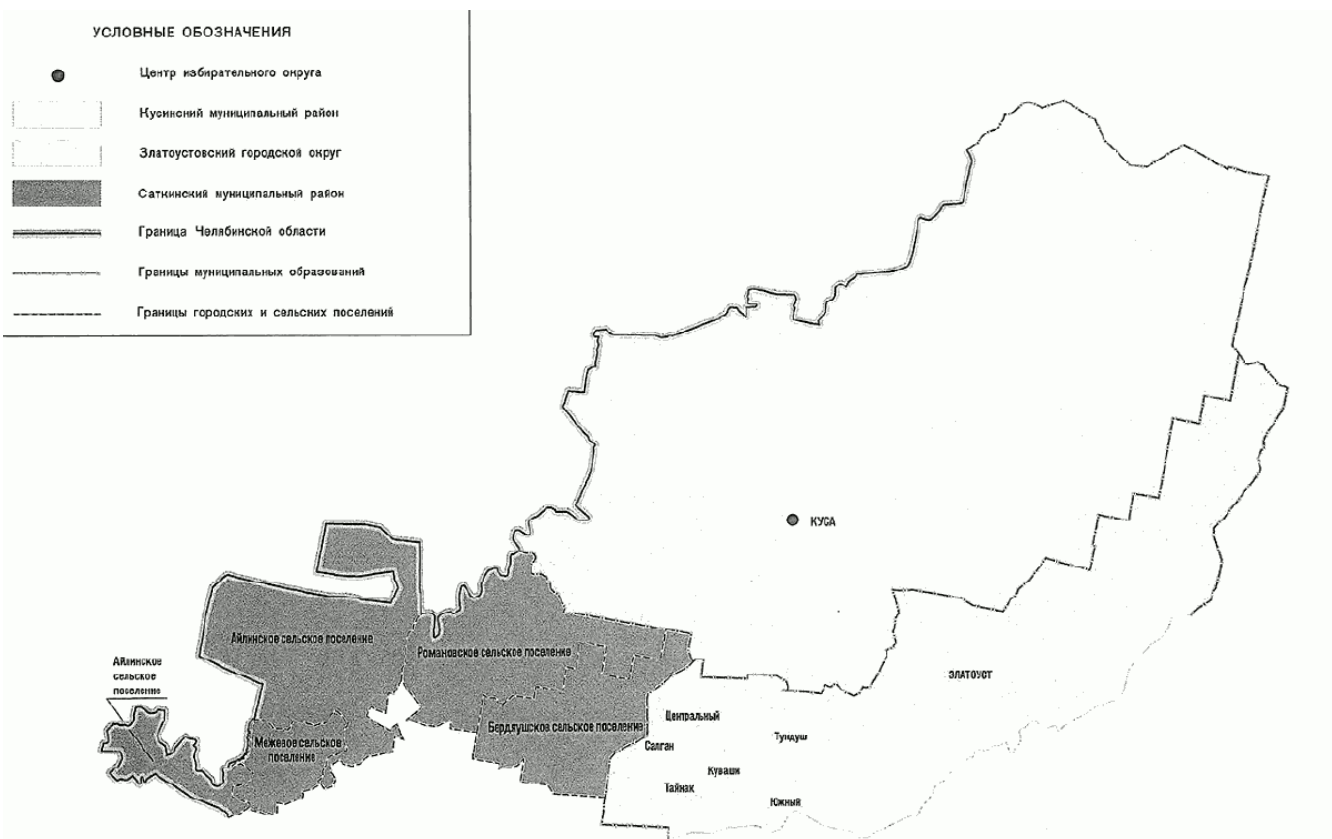 УСЛОВНЫЕ ОБОЗНАЧЕНИЯ
Центр избирательного округа
Кусинский муниципальный район
Златоустовский городской округ
Саткинский муниципальный район
Граница Челябинской области
Границы муниципальных образований
Границы городских и сельских поселений
КУСА
Айлинское сельское поселение
Романовское сельское поселение
Айлинское
сельское
поселение
ЗЛАТОУСТ
Центральный
Бердяушское сельское поселение
Тундуш
Межевое сельское
поселение
Салган
Куваши
Тайнак
Южный